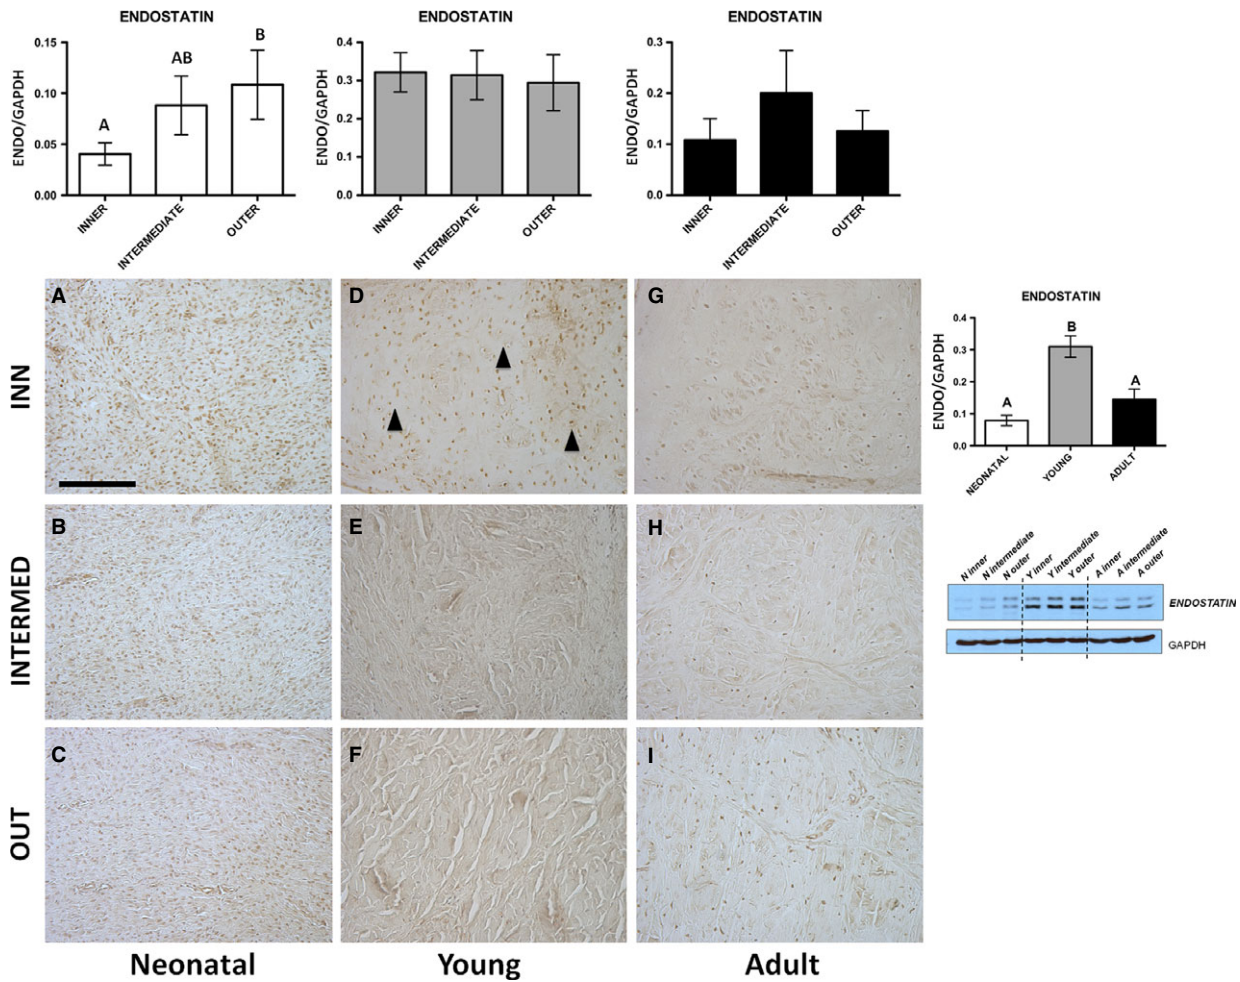 ENDOSTATIN
ENDO/GAPDH
0.15
0.10
0.05
0.00
A
AB
B
INNER
INTERMEDIATE
OUTER
ENDOSTATIN
ENDO/GAPDH
0.4
0.3
0.2
0.1
0.0
INNER
INTERMEDIATE
OUTER
ENDOSTATIN
ENDO/GAPDH
0.3
0.2
0.1
0.0
INNER
INTERMEDIATE
OUTER
INN
A
D
G
INTERMED
B
E
H
OUT
C
F
I
Neonatal
Young
Adult
ENDOSTATIN
ENDO/GAPDH
0.4
0.3
0.2
0.1
0.0
A
B
A
NEONATAL
YOUNG
ADULT
N inner
N intermediate
N outer
Y inner
Y intermediate
Y outer
A inner
A intermediate
A outer
ENDOSTATIN
GAPDH